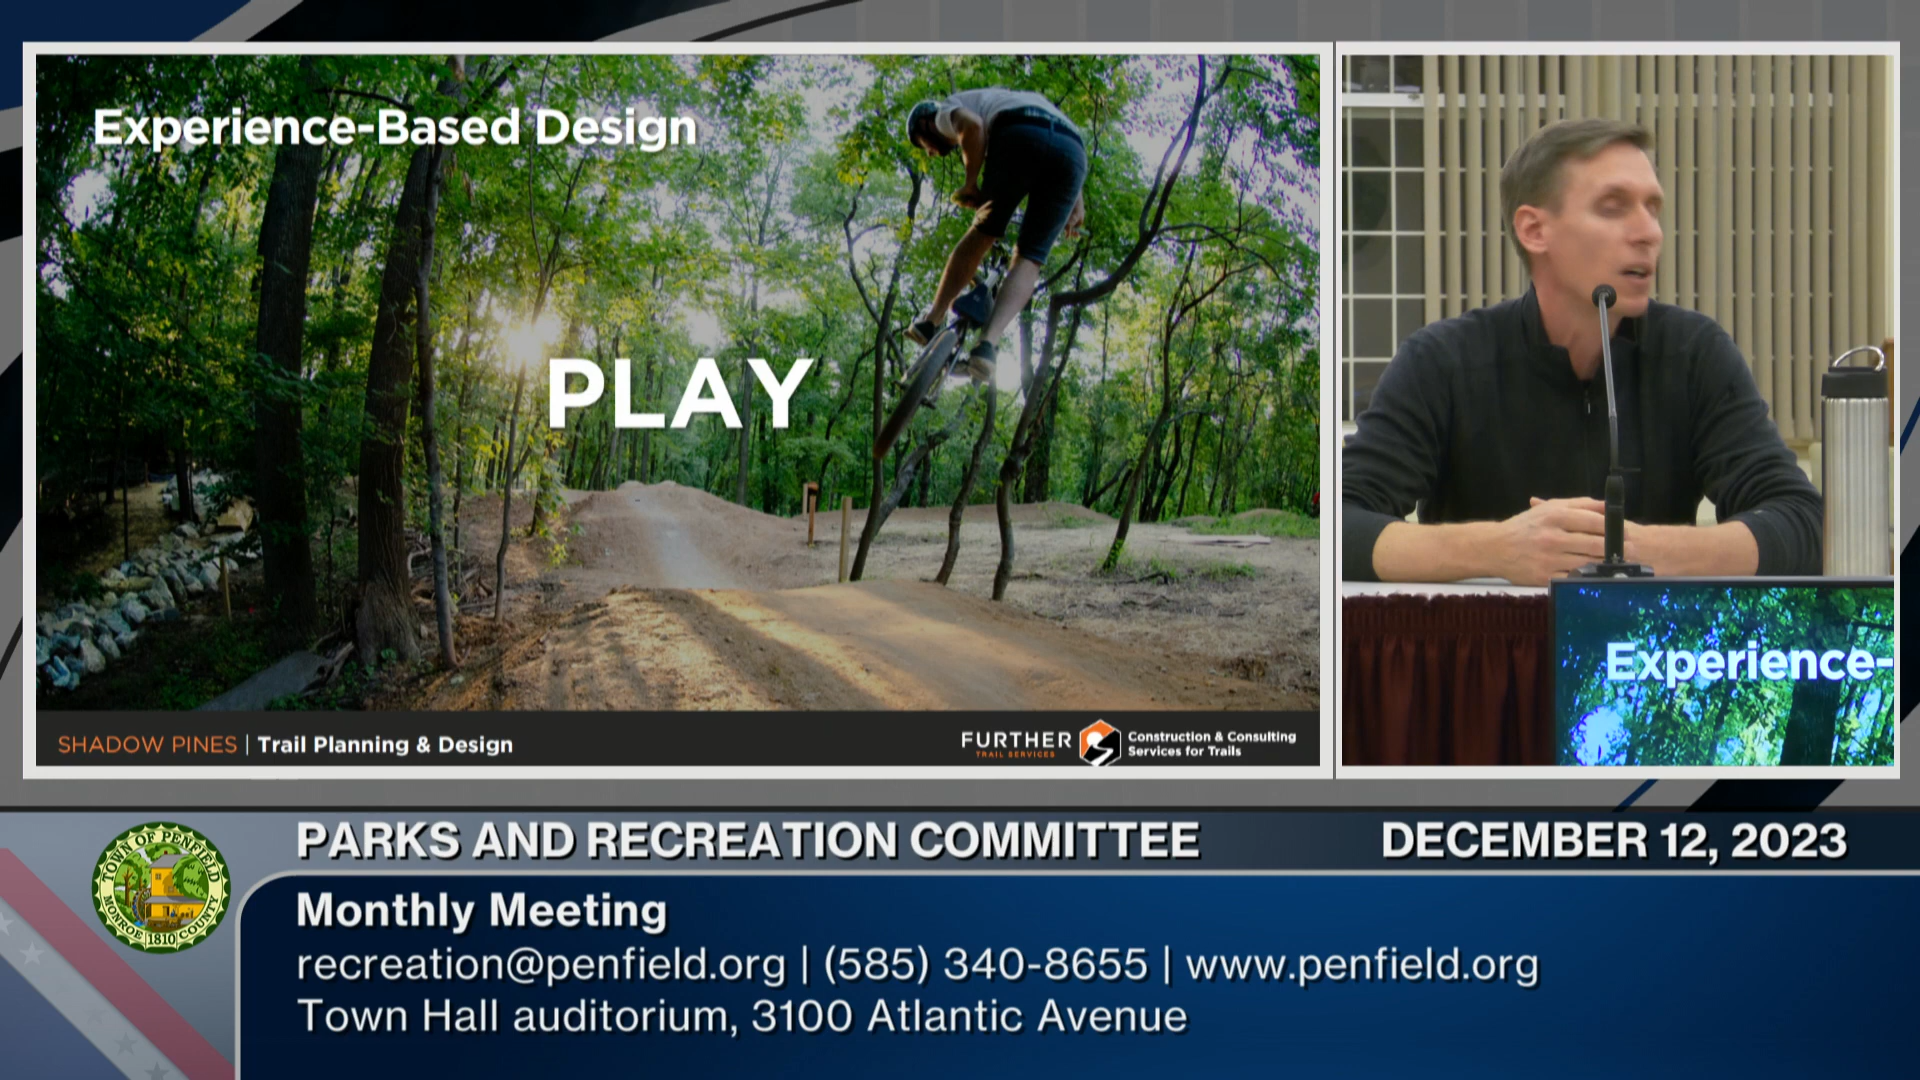 Experience-Based Design
PLAY
SHADOW PINES | Trail Planning & Design
FURTHER
TRAIL SERVICES
Construction & Consulting
Services for Trails
Experience-
TOWN OF PENFIELD
MONROE COUNTY
1810
PARKS AND RECREATION COMMITTEE
DECEMBER 12, 2023
Monthly Meeting
recreation@penfield.org | (585) 340-8655 | www.penfield.org
Town Hall auditorium, 3100 Atlantic Avenue